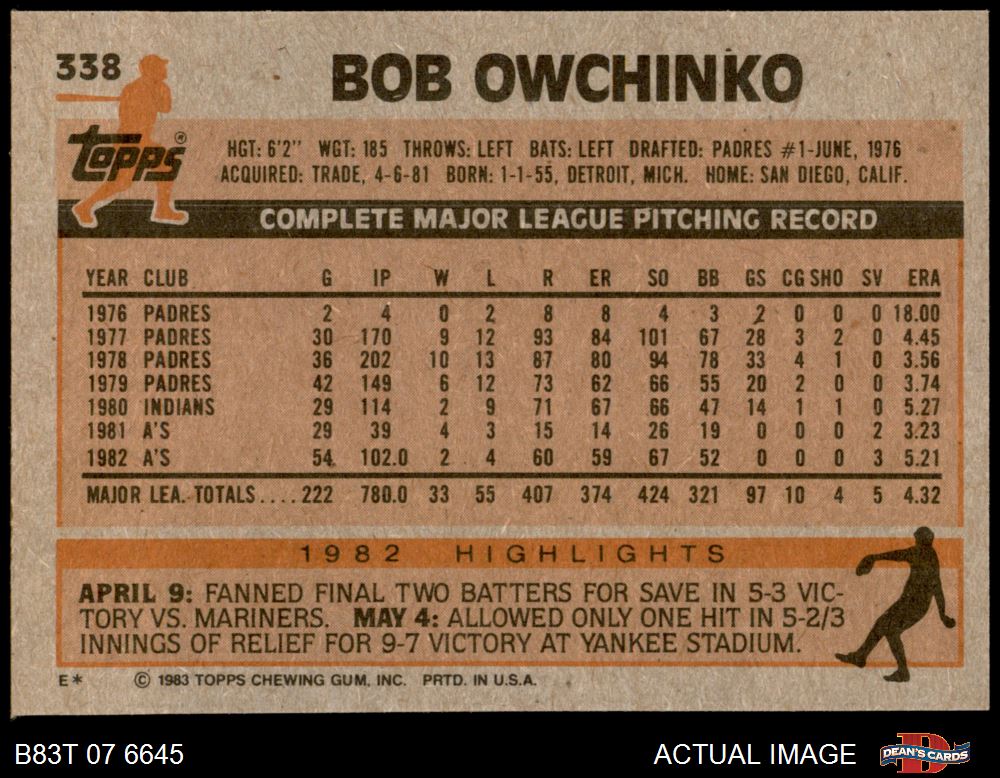 338
BOB OWCHINKO
topps®
HGT: 6'2" WGT: 185 THROWS: LEFT BATS: LEFT DRAFTED: PADRES #1-JUNE, 1976
ACQUIRED: TRADE, 4-6-81 BORN: 1-1-55, DETROIT, MICH. HOME: SAN DIEGO, CALIF.
COMPLETE MAJOR LEAGUE PITCHING RECORD
YEAR CLUB G IP W L R ER SO BB GS CG SHO SV ERA
1976 PADRES 2 4 0 2 8 8 4 3 2 0 0 0 18.00
1977 PADRES 30 170 9 12 93 84 101 67 28 3 2 0 4.45
1978 PADRES 36 202 10 13 87 80 94 78 33 4 1 0 3.56
1979 PADRES 42 149 6 12 73 62 66 55 20 2 0 0 3.74
1980 INDIANS 29 114 2 9 71 67 66 47 14 1 1 0 5.27
1981 A'S 29 39 4 3 15 14 26 19 0 0 0 2 3.23
1982 A'S 54 102.0 2 4 60 59 67 52 0 0 0 3 5.21
MAJOR LEA. TOTALS....222 780.0 33 55 407 374 424 321 97 10 4 5 4.32
1982 HIGHLIGHTS
APRIL 9: FANNED FINAL TWO BATTERS FOR SAVE IN 5-3 VIC-
TORY VS. MARINERS. MAY 4: ALLOWED ONLY ONE HIT IN 5-2/3
INNINGS OF RELIEF FOR 9-7 VICTORY AT YANKEE STADIUM.
E* © 1983 TOPPS CHEWING GUM, INC. PRTD. IN U.S.A.
B83T 07 6645 ACTUAL IMAGE DEAN'S CARDS